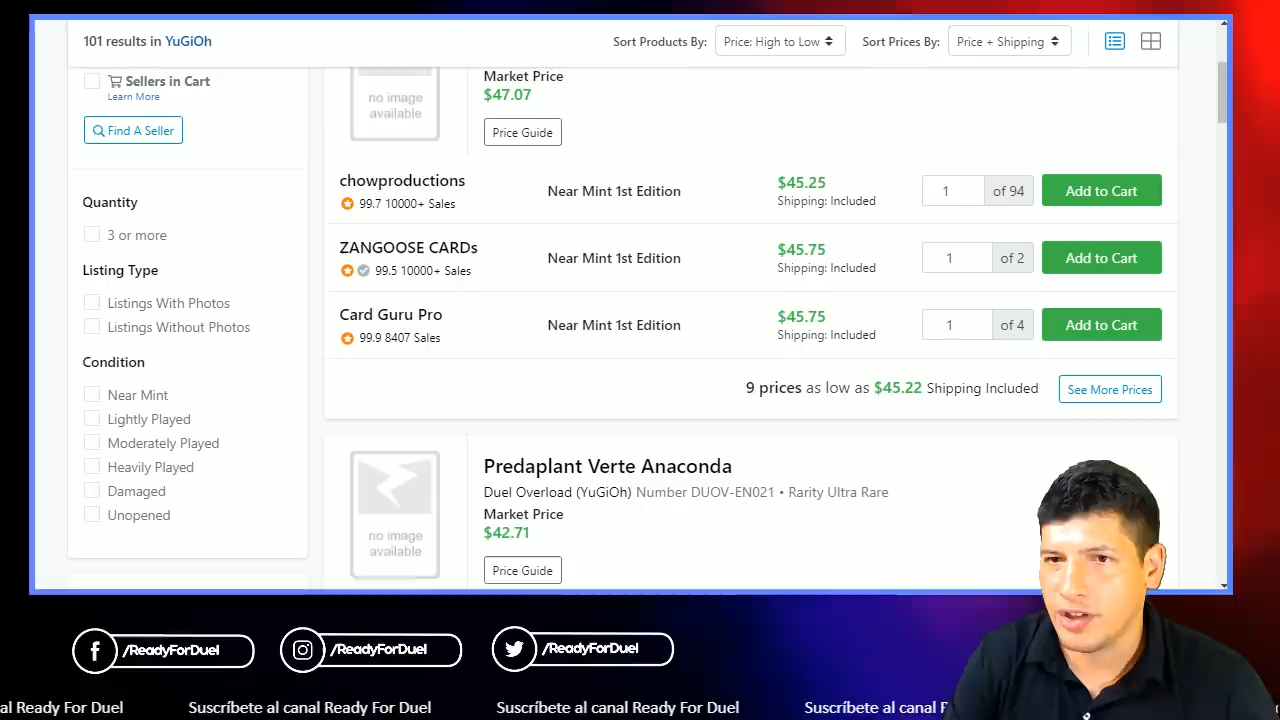 101 results in YuGiOh
Sort Products By: Price: High to Low
Sort Prices By: Price + Shipping
Sellers in Cart
Learn More
Find A Seller
Quantity
3 or more
Listing Type
Listings With Photos
Listings Without Photos
Condition
Near Mint
Lightly Played
Moderately Played
Heavily Played
Damaged
Unopened
no image
available
Market Price
$47.07
Price Guide
chowproductions
99.7 10000+ Sales
Near Mint 1st Edition
$45.25
Shipping: Included
1 of 94
Add to Cart
ZANGOOSE CARDs
99.5 10000+ Sales
Near Mint 1st Edition
$45.75
Shipping: Included
1 of 2
Add to Cart
Card Guru Pro
99.9 8407 Sales
Near Mint 1st Edition
$45.75
Shipping: Included
1 of 4
Add to Cart
9 prices as low as $45.22 Shipping Included
See More Prices
no image
available
Predaplant Verte Anaconda
Duel Overload (YuGiOh) Number DUOV-EN021 • Rarity Ultra Rare
Market Price
$42.71
Price Guide
/ReadyForDuel
/ReadyForDuel
/ReadyForDuel
al Ready For Duel Suscríbete al canal Ready For Duel Suscríbete al canal Ready For Duel Suscríbete al canal F